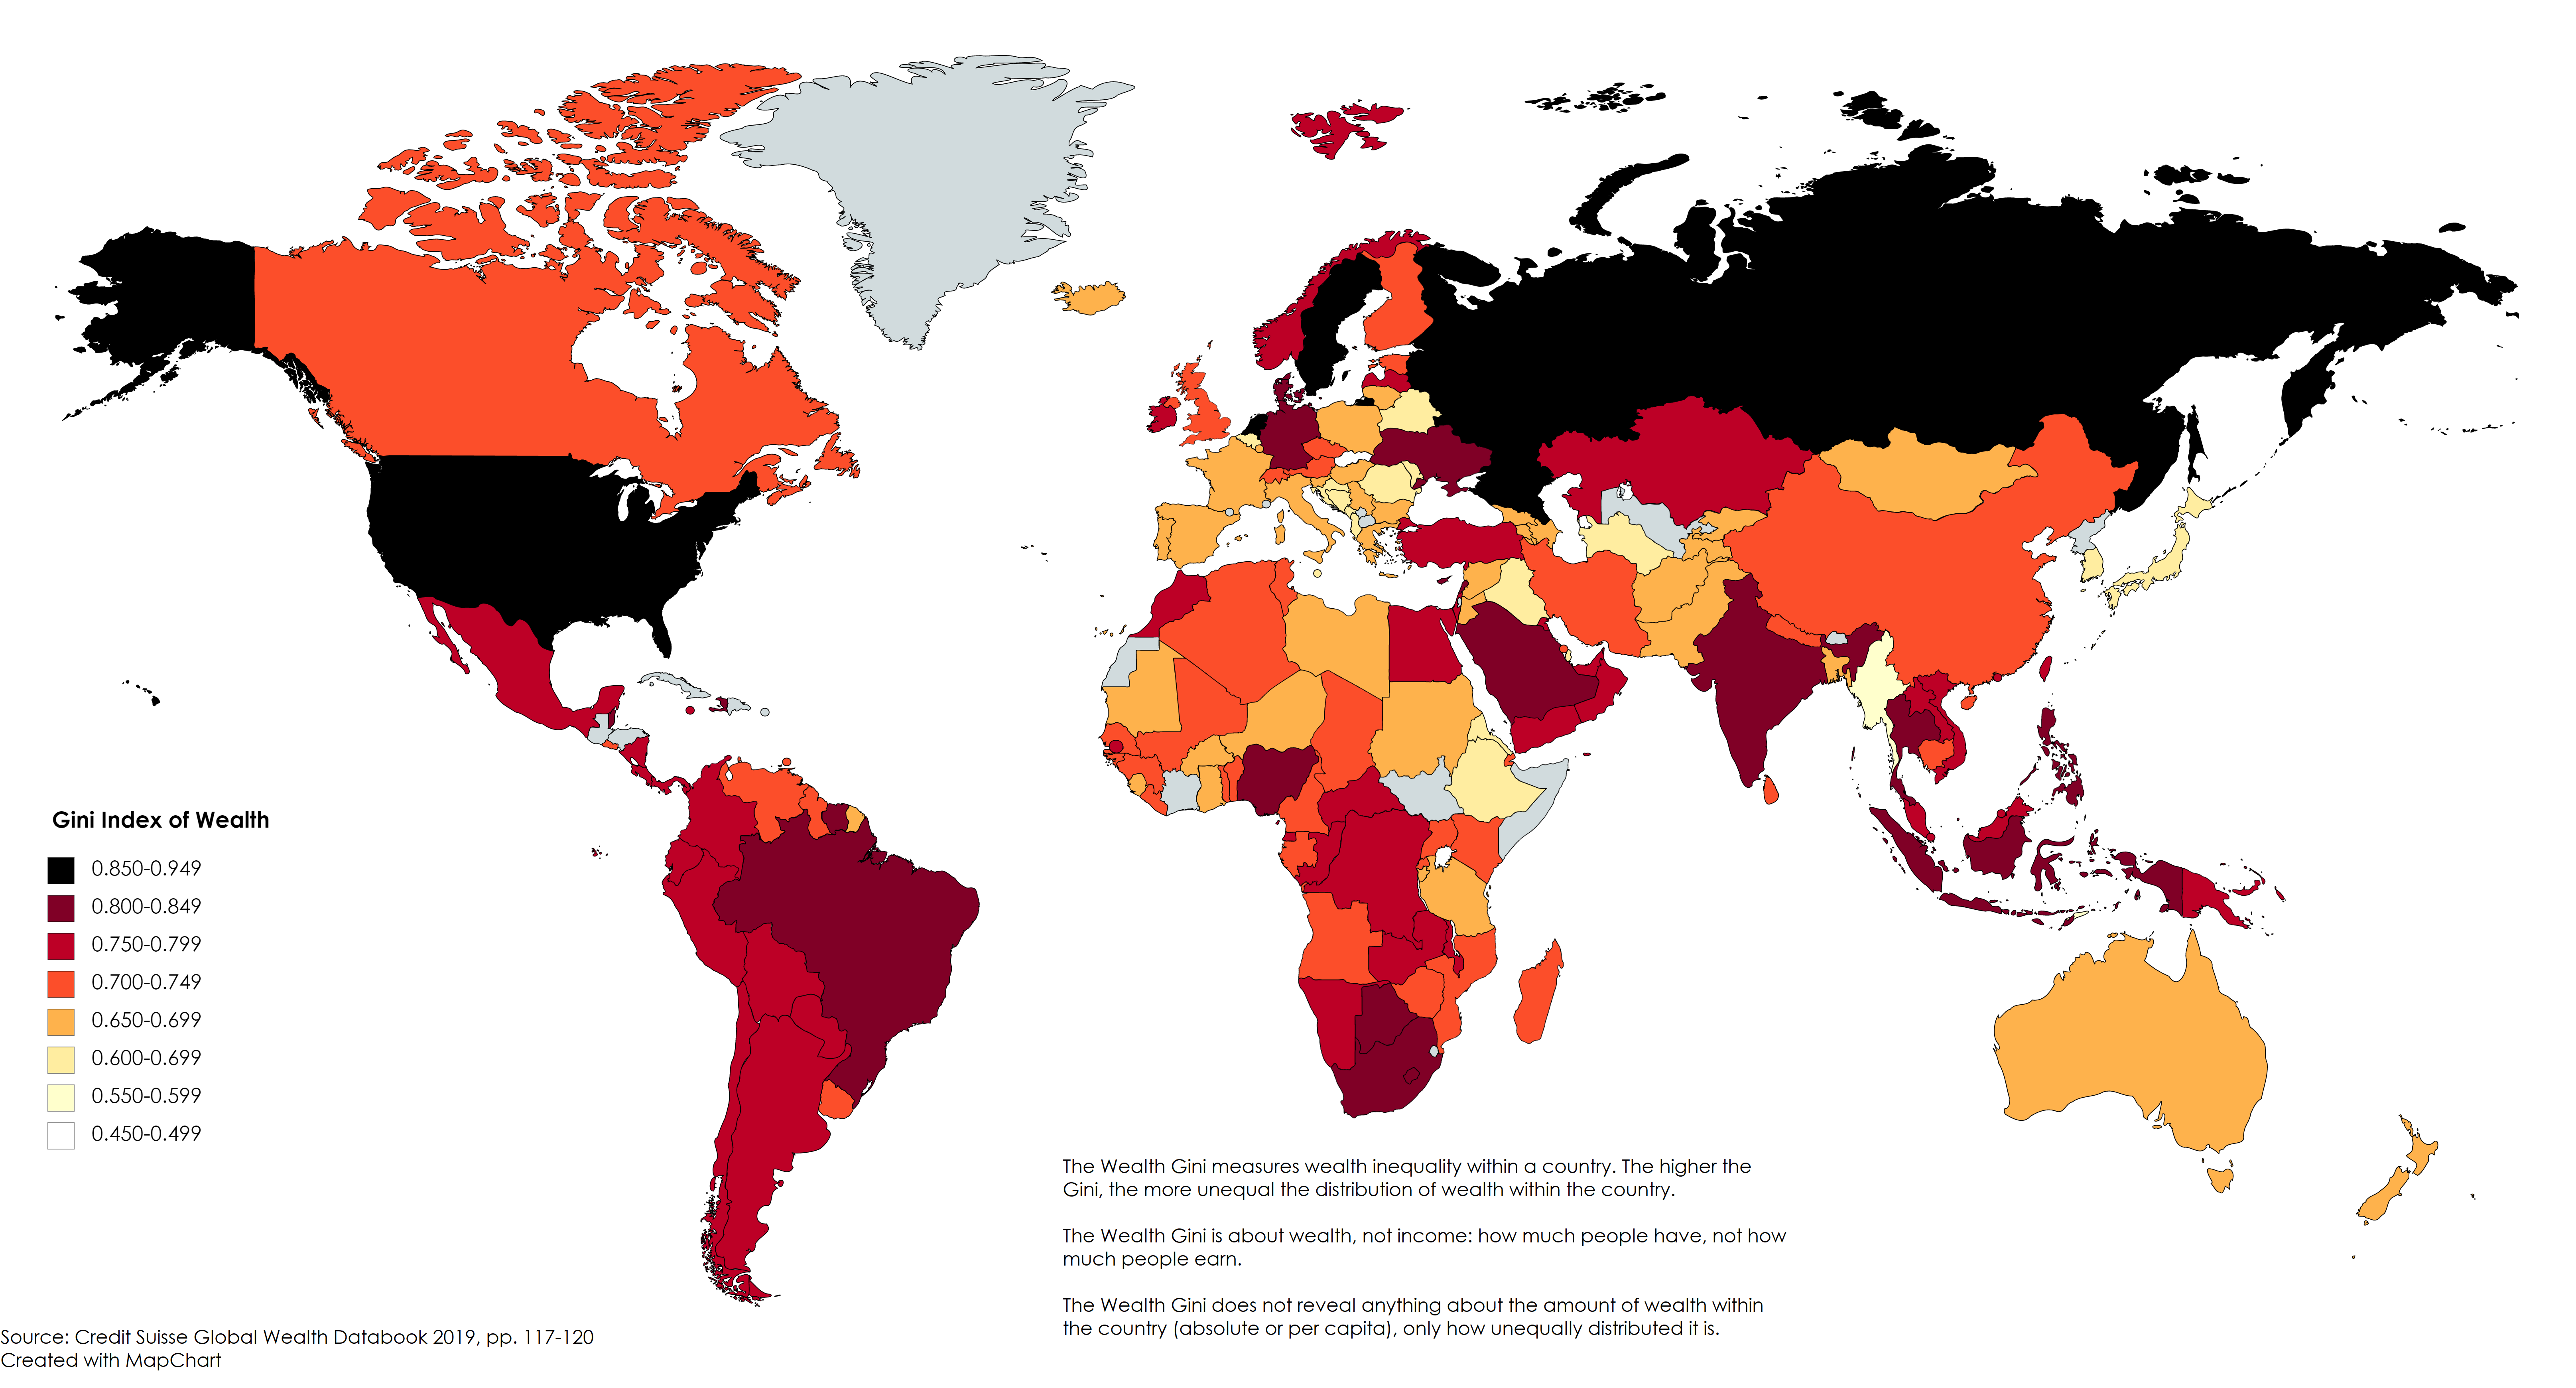 Gini Index of Wealth
0.850-0.949
0.800-0.849
0.750-0.799
0.700-0.749
0.650-0.699
0.600-0.699
0.550-0.599
0.450-0.499
The Wealth Gini measures wealth inequality within a country. The higher the
Gini, the more unequal the distribution of wealth within the country.
The Wealth Gini is about wealth, not income: how much people have, not how
much people earn.
The Wealth Gini does not reveal anything about the amount of wealth within
the country (absolute or per capita), only how unequally distributed it is.
Source: Credit Suisse Global Wealth Databook 2019, pp. 117-120
Created with MapChart